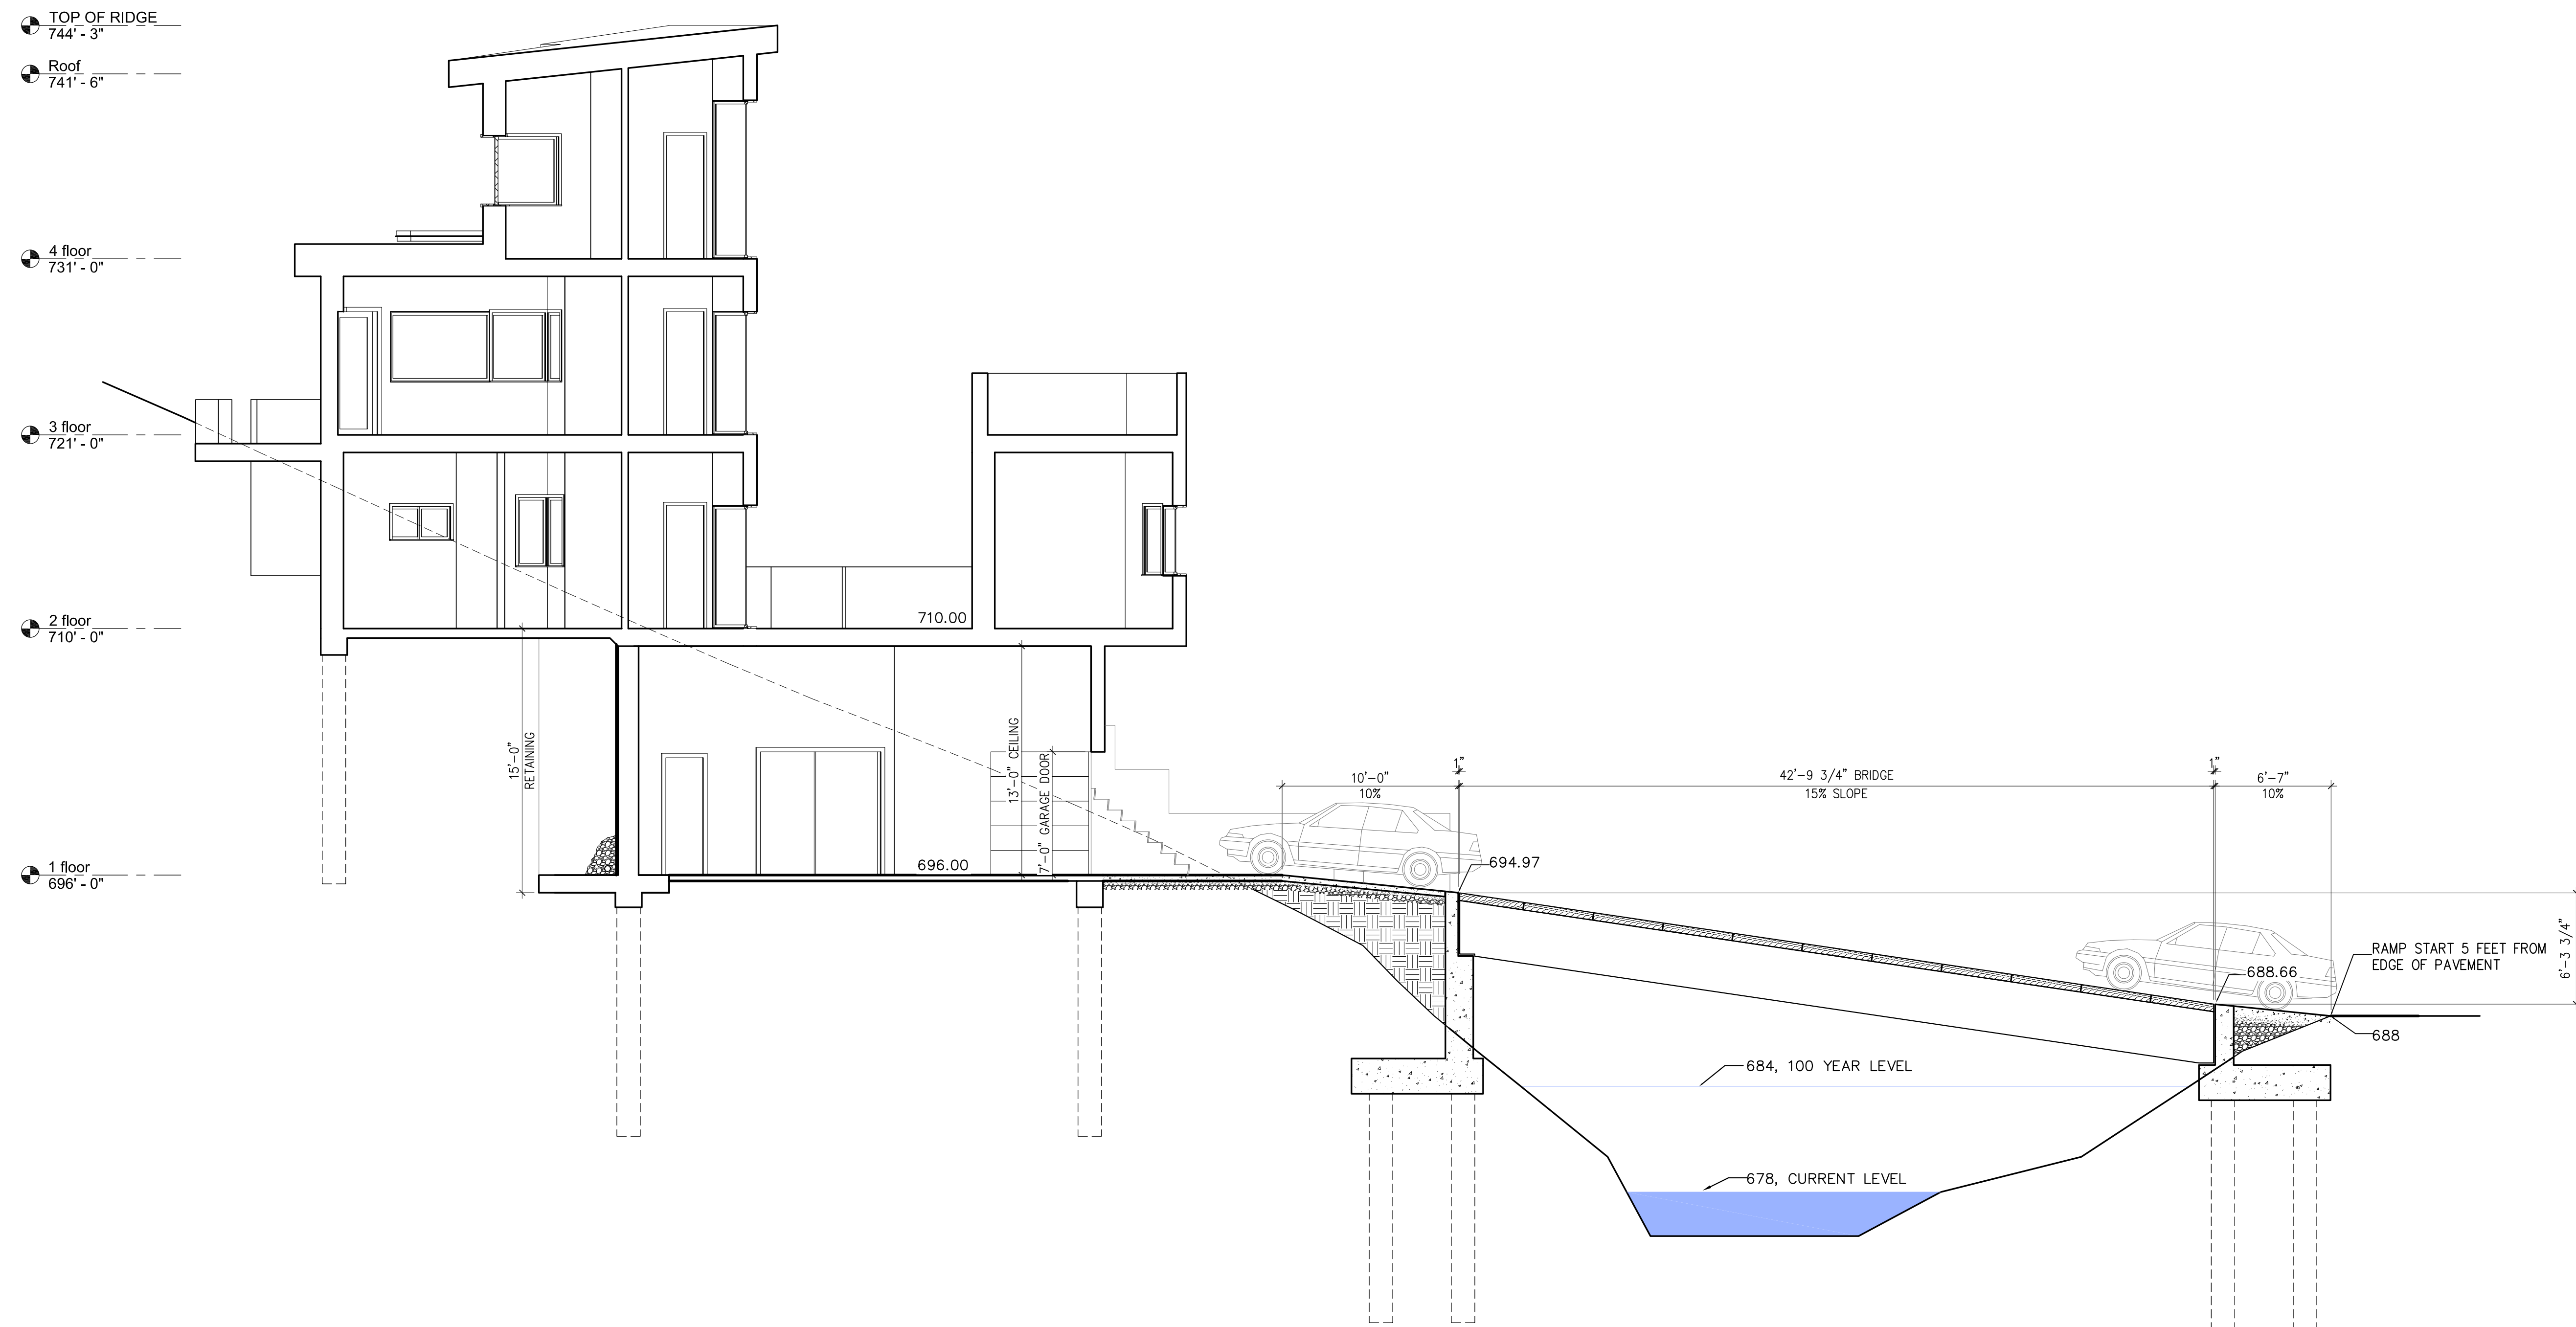 TOP OF RIDGE
744' - 3"
Roof
741' - 6"
4 floor
731' - 0"
3 floor
721' - 0"
2 floor
710' - 0"
1 floor
696' - 0"
710.00
15'-0"
RETAINING
13'-0" CEILING
7'-0" GARAGE DOOR
696.00
10'-0"
10%
1"
42'-9 3/4" BRIDGE
15% SLOPE
1"
6'-7"
10%
694.97
688.66
RAMP START 5 FEET FROM
EDGE OF PAVEMENT
6'-3 3/4"
688
684, 100 YEAR LEVEL
678, CURRENT LEVEL